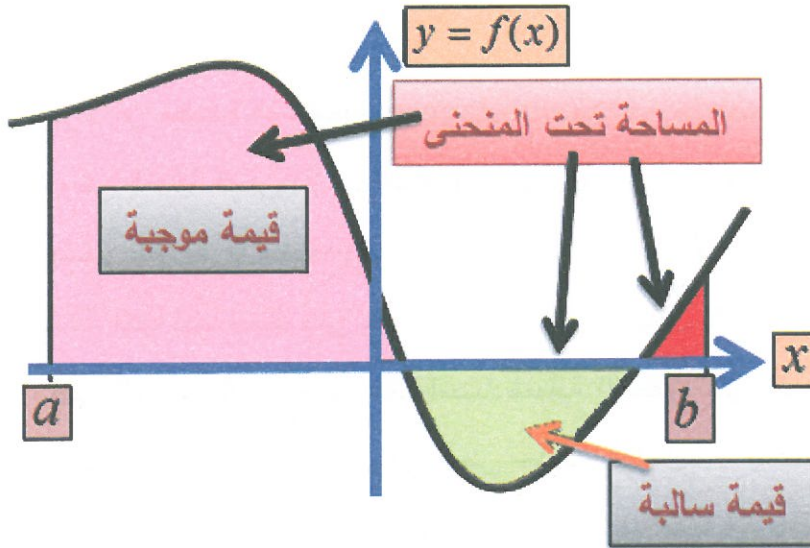 y = f(x)
المساحة تحت المنحنى
قيمة موجبة
x
a
b
قيمة سالبة